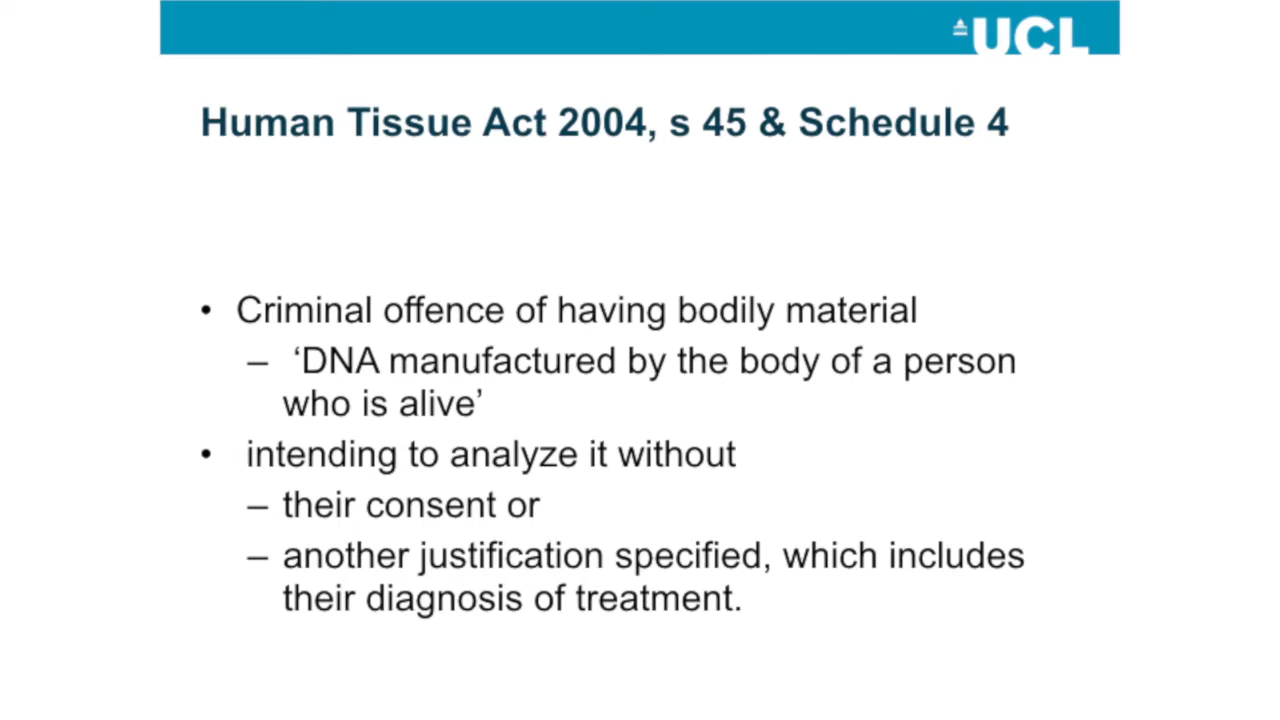 UCL
Human Tissue Act 2004, s 45 & Schedule 4
• Criminal offence of having bodily material
– ‘DNA manufactured by the body of a person
who is alive’
• intending to analyze it without
– their consent or
– another justification specified, which includes
their diagnosis of treatment.